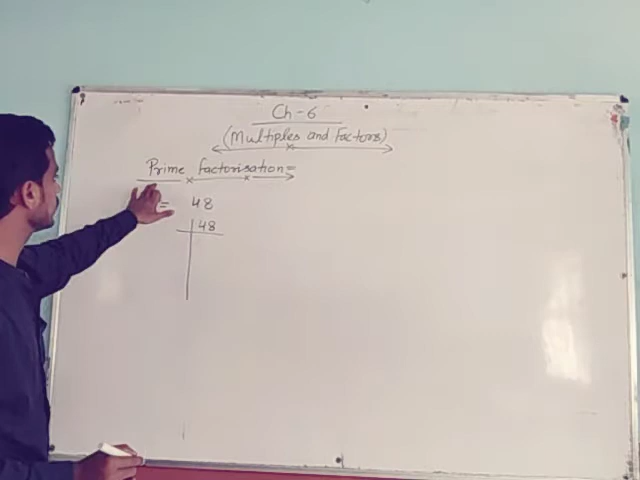 Ch-6
(Multiples and Factors)
Prime factorisation=
= 48
48